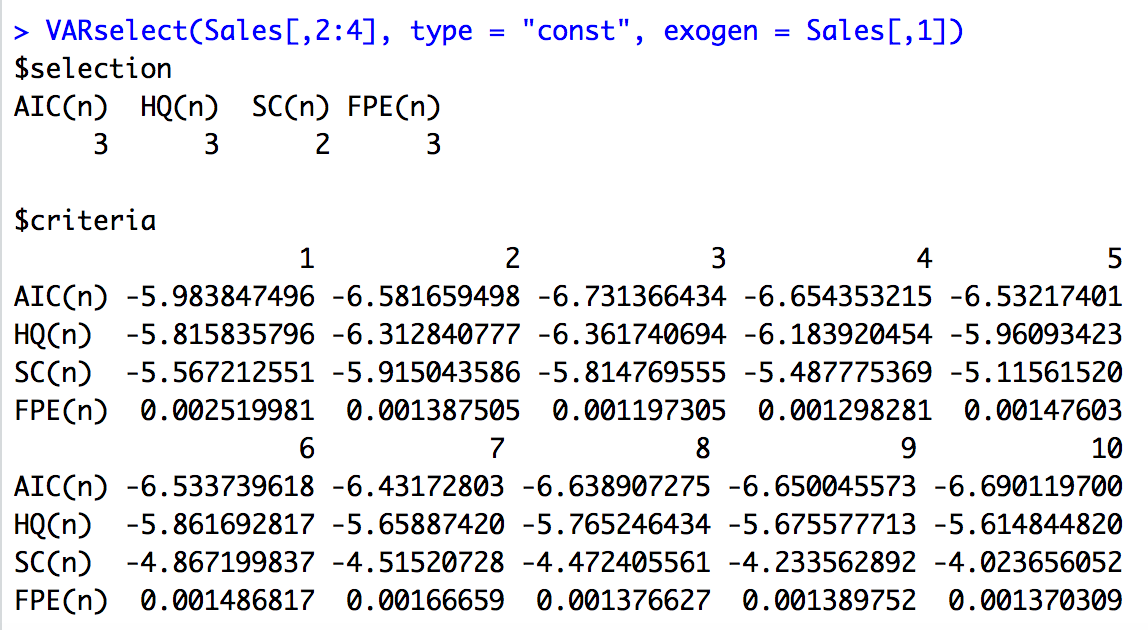 > VARselect(Sales[,2:4], type = "const", exogen = Sales[,1])
$selection
AIC(n)  HQ(n)  SC(n) FPE(n)
     3      3      2      3
$criteria
                  1            2            3            4           5
AIC(n) -5.983847496 -6.581659498 -6.731366434 -6.654353215 -6.53217401
HQ(n)  -5.815835796 -6.312840777 -6.361740694 -6.183920454 -5.96093423
SC(n)  -5.567212551 -5.915043586 -5.814769555 -5.487775369 -5.11561520
FPE(n)  0.002519981  0.001387505  0.001197305  0.001298281  0.00147603
                  6           7            8            9           10
AIC(n) -6.533739618 -6.43172803 -6.638907275 -6.650045573 -6.690119700
HQ(n)  -5.861692817 -5.65887420 -5.765246434 -5.675577713 -5.614844820
SC(n)  -4.867199837 -4.51520728 -4.472405561 -4.233562892 -4.023656052
FPE(n)  0.001486817  0.00166659  0.001376627  0.001389752  0.001370309